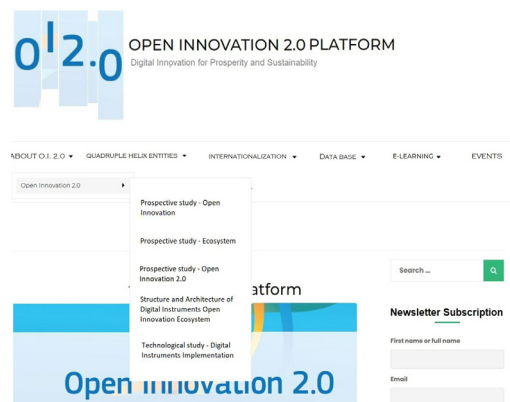 OI2.0
OPEN INNOVATION 2.0 PLATFORM
Digital Innovation for Prosperity and Sustainability
ABOUT O.I. 2.0
QUADRUPLE HELIX ENTITIES
INTERNATIONALIZATION
DATA BASE
E-LEARNING
EVENTS
Open Innovation 2.0
Prospective study - Open
Innovation
Prospective study - Ecosystem
Prospective study - Open
Innovation 2.0
Structure and Architecture of
Digital Instruments Open
Innovation Ecosystem
Technological study - Digital
Instruments Implementation
atform
Open Innovation 2.0
Search ...
Newsletter Subscription
First name or full name
Email